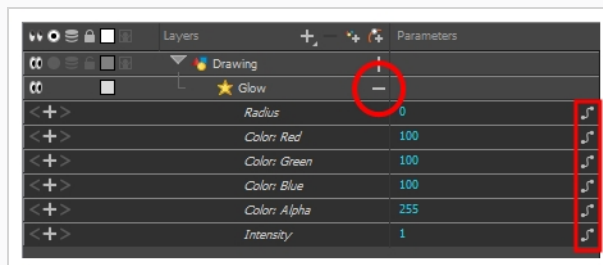 Layers Parameters
Drawing
Glow
Radius 0
Color: Red 100
Color: Green 100
Color: Blue 100
Color: Alpha 255
Intensity 1